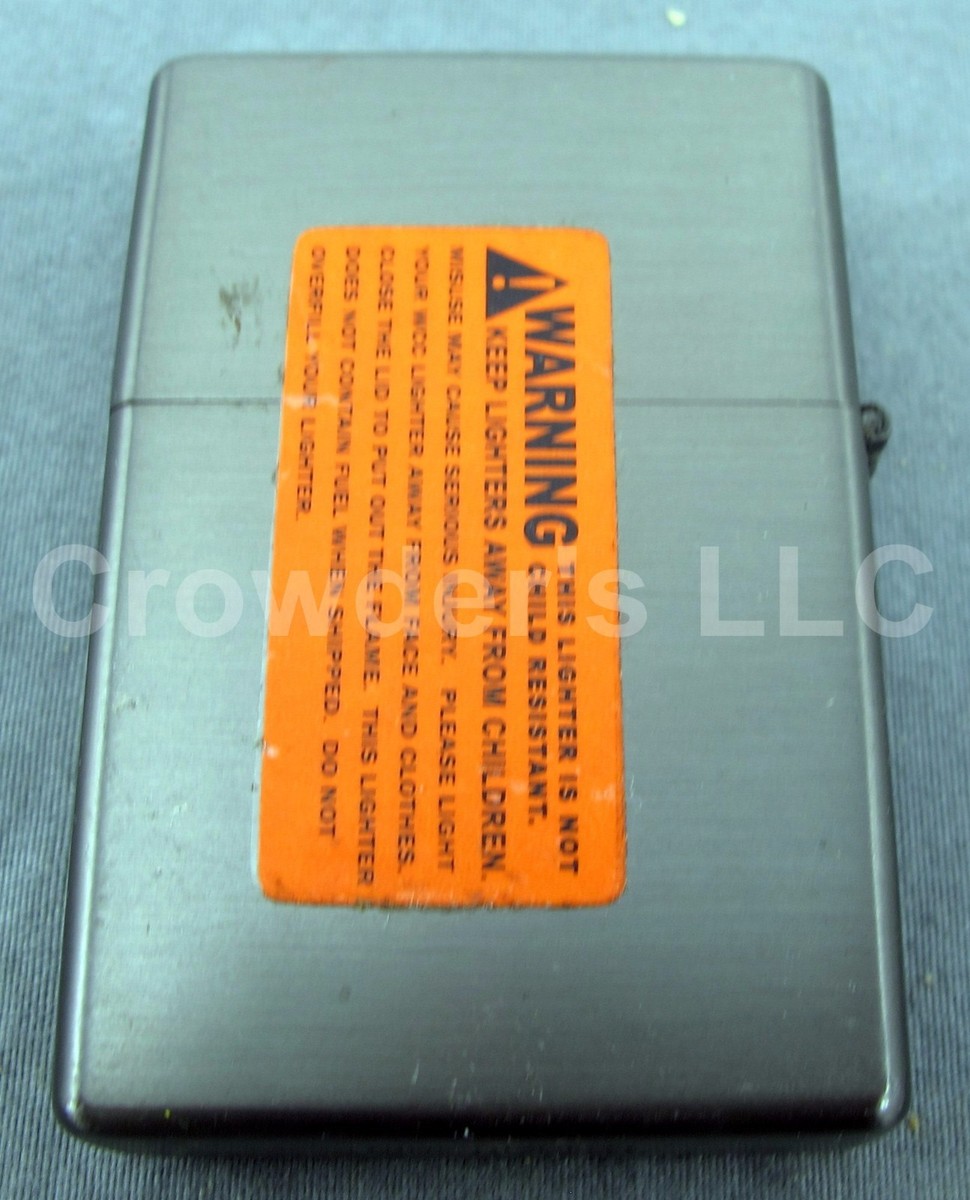 WARNING THIS LIGHTER IS NOT
CHILD RESISTANT.
KEEP LIGHTERS AWAY FROM CHILDREN.
MISUSE MAY CAUSE SERIOUS INJURY. PLEASE LIGHT
YOUR WCC LIGHTER AWAY FROM FACE AND CLOTHES.
CLOSE THE LID TO PUT OUT THE FLAME. THIS LIGHTER
DOES NOT CONTAIN FUEL WHEN SHIPPED. DO NOT
OVERFILL YOUR LIGHTER.
Crowder's LLC